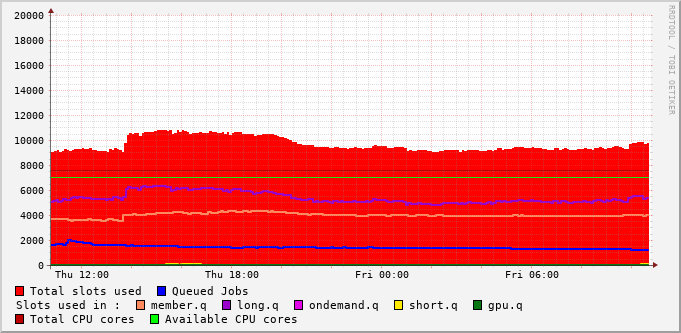 20000
18000
16000
14000
12000
10000
8000
6000
4000
2000
0
Thu 12:00 Thu 18:00 Fri 00:00 Fri 06:00
RRDTOOL / TOBI OETIKER
Total slots used Queued Jobs
Slots used in : member.q long.q ondemand.q short.q gpu.q
Total CPU cores Available CPU cores